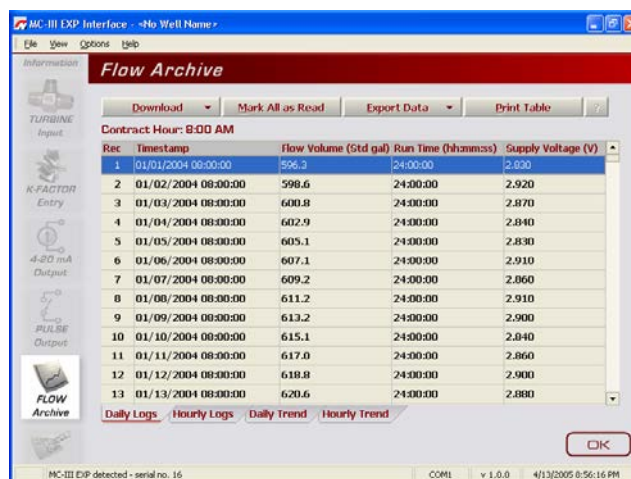 MC-III EXP Interface - <No Well Name>
File View Options Help
Information
Flow Archive
Download Mark All as Read Export Data Print Table ?
TURBINE
Input
Contract Hour: 8:00 AM
Rec Timestamp Flow Volume (Std gal) Run Time (hh:mm:ss) Supply Voltage (V)
1 01/01/2004 08:00:00 596.3 24:00:00 2.830
2 01/02/2004 08:00:00 598.6 24:00:00 2.920
3 01/03/2004 08:00:00 600.8 24:00:00 2.870
4 01/04/2004 08:00:00 602.9 24:00:00 2.840
5 01/05/2004 08:00:00 605.1 24:00:00 2.830
6 01/06/2004 08:00:00 607.1 24:00:00 2.910
7 01/07/2004 08:00:00 609.2 24:00:00 2.860
8 01/08/2004 08:00:00 611.2 24:00:00 2.910
9 01/09/2004 08:00:00 613.2 24:00:00 2.900
10 01/10/2004 08:00:00 615.1 24:00:00 2.840
11 01/11/2004 08:00:00 617.0 24:00:00 2.860
12 01/12/2004 08:00:00 618.8 24:00:00 2.900
13 01/13/2004 08:00:00 620.6 24:00:00 2.880
K-FACTOR
Entry
4-20 mA
Output
PULSE
Output
FLOW
Archive
Daily Logs Hourly Logs Daily Trend Hourly Trend
OK
MC-III EXP detected - serial no. 16 COM1 v 1.0.0 4/13/2005 8:56:16 PM